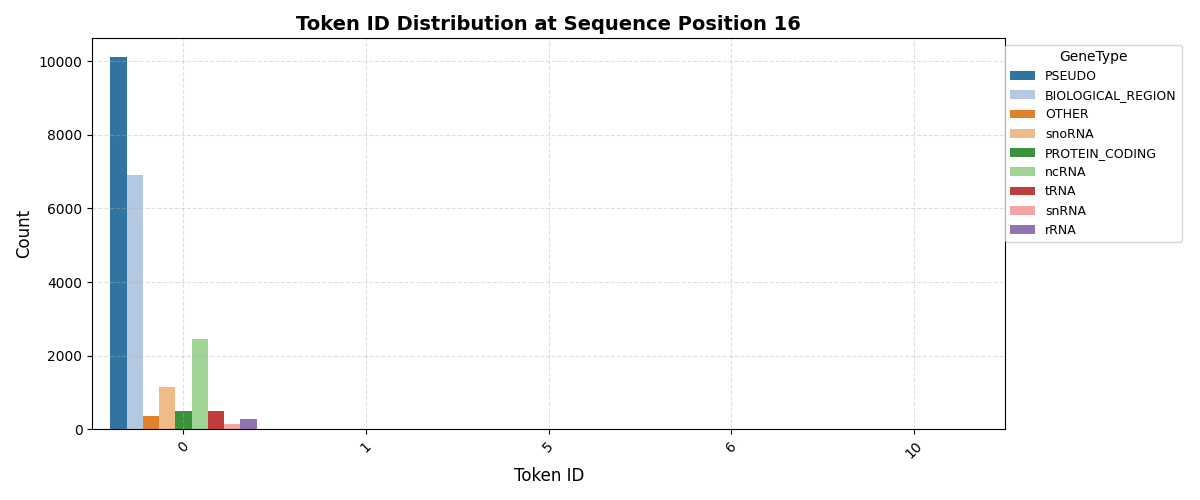 Token ID Distribution at Sequence Position 16
10000
8000
6000
4000
2000
0
Count
0
1
5
6
10
Token ID
GeneType
PSEUDO
BIOLOGICAL_REGION
OTHER
snoRNA
PROTEIN_CODING
ncRNA
tRNA
snRNA
rRNA